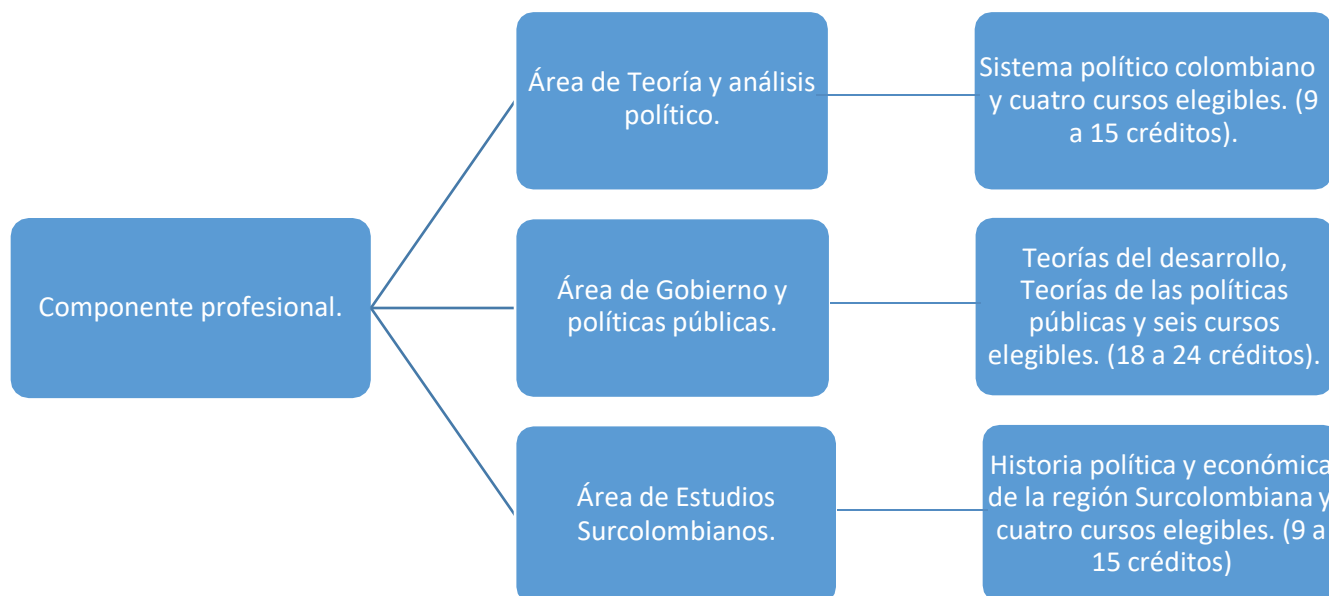 Componente profesional.
Área de Teoría y análisis
político.
Sistema político colombiano
y cuatro cursos elegibles. (9
a 15 créditos).
Área de Gobierno y
políticas públicas.
Teorías del desarrollo,
Teorías de las políticas
públicas y seis cursos
elegibles. (18 a 24 créditos).
Área de Estudios
Surcolombianos.
Historia política y económica
de la región Surcolombiana y
cuatro cursos elegibles. (9 a
15 créditos)